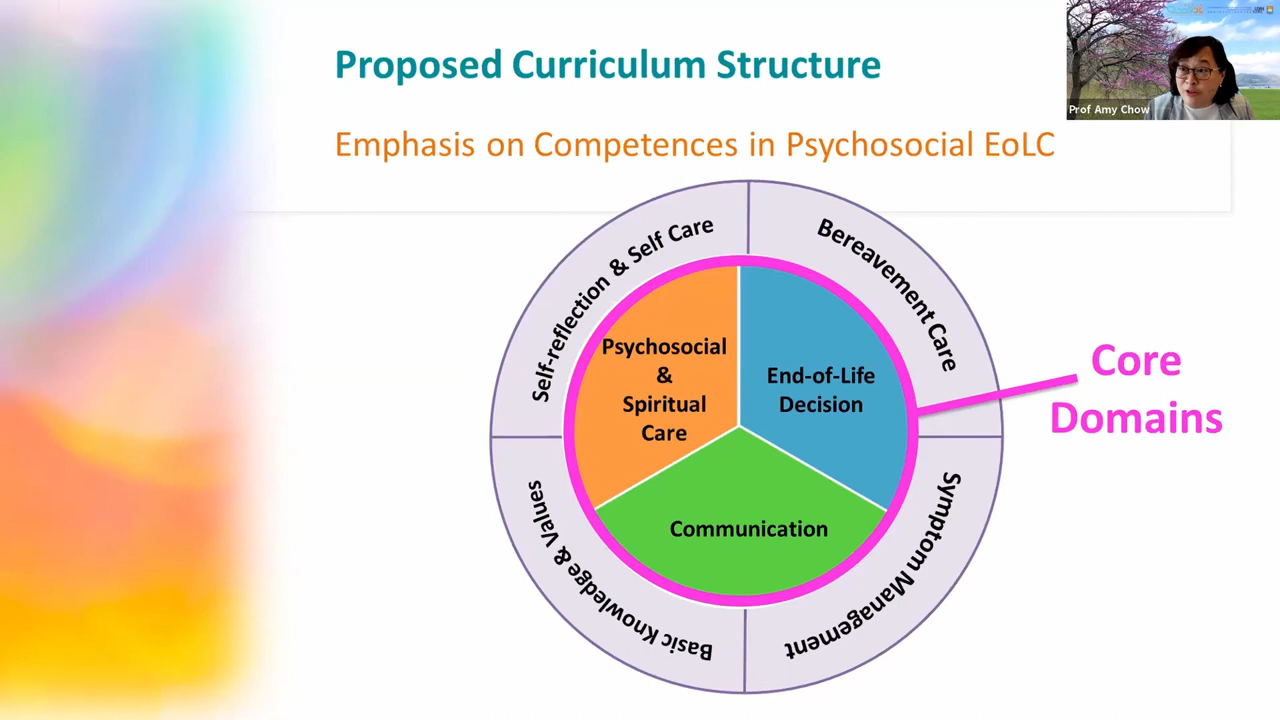 Proposed Curriculum Structure
Emphasis on Competences in Psychosocial EoLC
Prof Amy Chow
Self-reflection & Self Care
Bereavement Care
Psychosocial
&
Spiritual
Care
End-of-Life
Decision
Communication
Core
Domains
Basic Knowledge & Values
Symptom Management